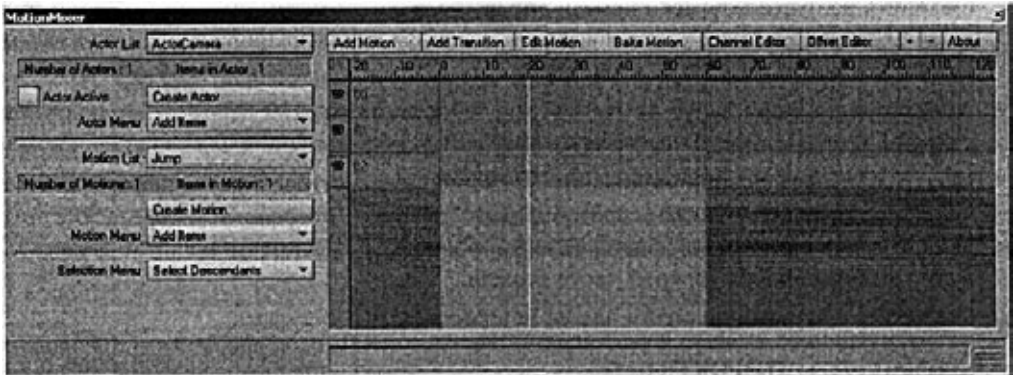 MotionMixer
Actor List ActorCamera
Number of Actors : 1 Items in Actor : 1
Actor Active Create Actor
Actor Menu Add Items
Motion List Jump
Number of Motions : 1 Items in Motion : 1
Create Motion
Motion Menu Add Items
Selection Menu Select Descendants
Add Motion Add Transition Edit Motion Bake Motion Channel Editor Offset Editor + - About
-20 -10 0 10 20 30 40 50 60 70 80 90 100 110 120